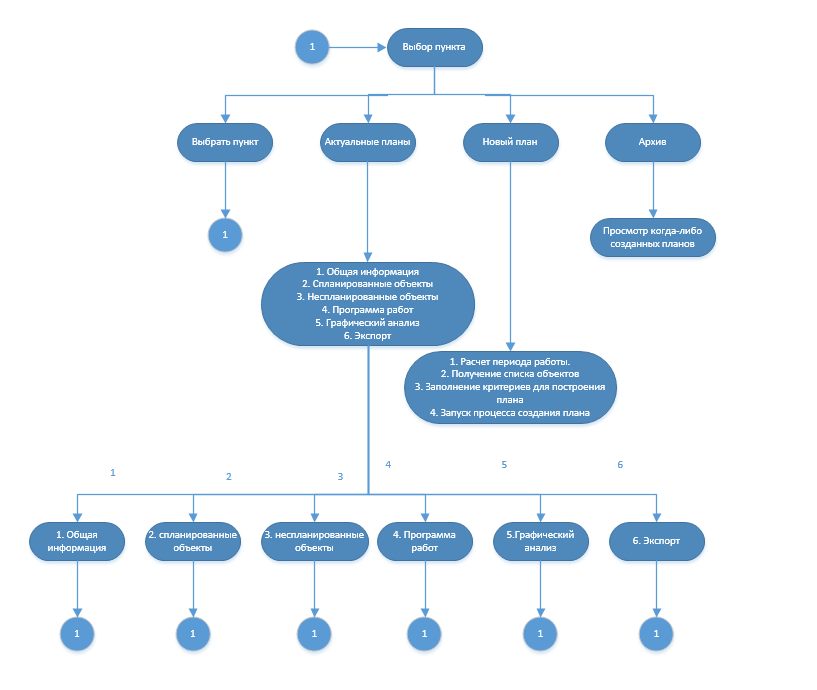 1
Выбор пункта
Выбрать пункт
Актуальные планы
Новый план
Архив
1
Просмотр когда-либо
созданных планов
1. Общая информация
2. Спланированные объекты
3. Неспланированные объекты
4. Программа работ
5. Графический анализ
6. Экспорт
1. Расчет периода работы.
2. Получение списка объектов
3. Заполнение критериев для построения
плана
4. Запуск процесса создания плана
1
2
3
4
5
6
1. Общая
информация
2. спланированные
объекты
3. неспланированные
объекты
4. Программа
работ
5.Графический
анализ
6. Экспорт
1
1
1
1
1
1